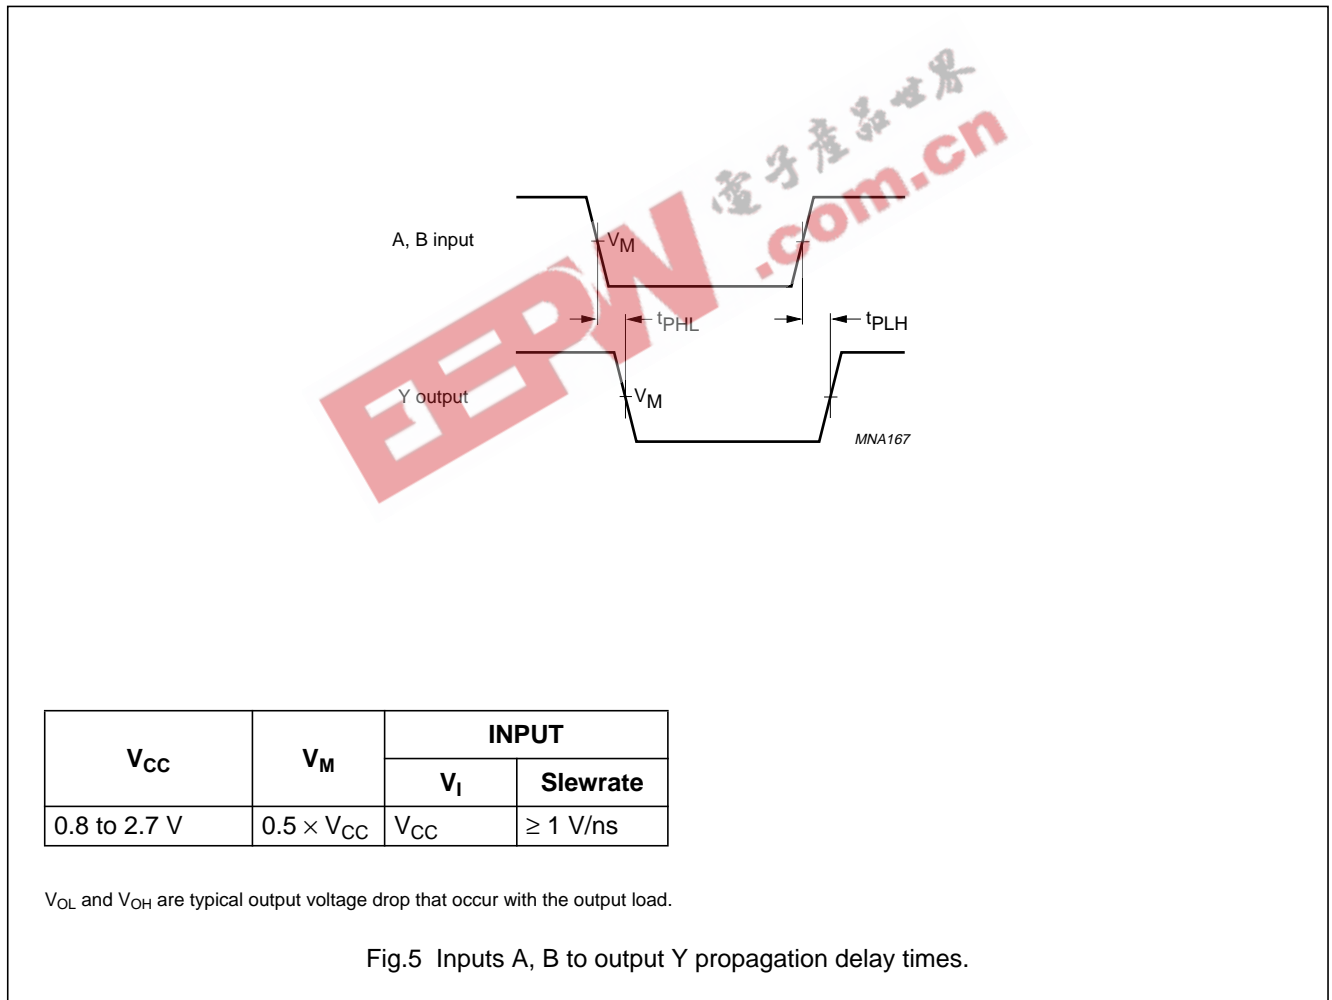 電子產品世界
EEPW.com.cn
A, B input
VM
tPHL
tPLH
Y output
VM
MNA167
VCC VM INPUT
VI Slewrate
0.8 to 2.7 V 0.5 × VCC VCC ≥ 1 V/ns
VOL and VOH are typical output voltage drop that occur with the output load.
Fig.5 Inputs A, B to output Y propagation delay times.